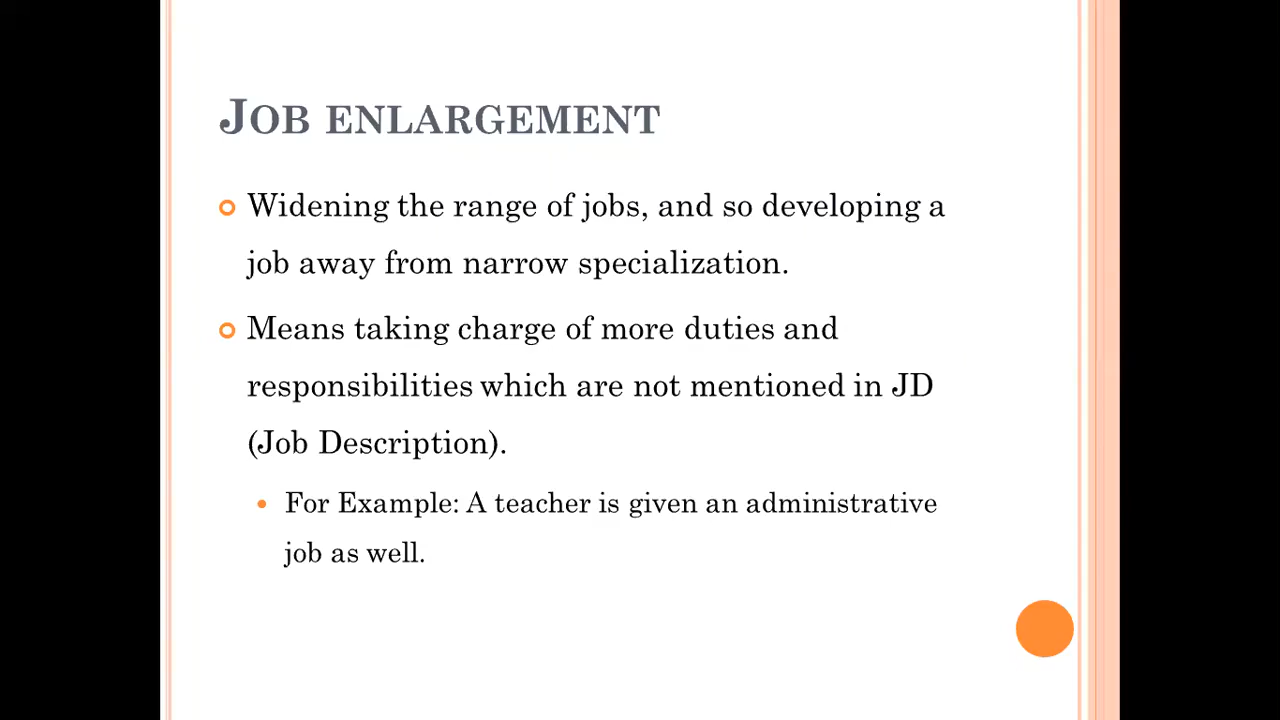 Job enlargement
Widening the range of jobs, and so developing a
job away from narrow specialization.
Means taking charge of more duties and
responsibilities which are not mentioned in JD
(Job Description).
For Example: A teacher is given an administrative
job as well.